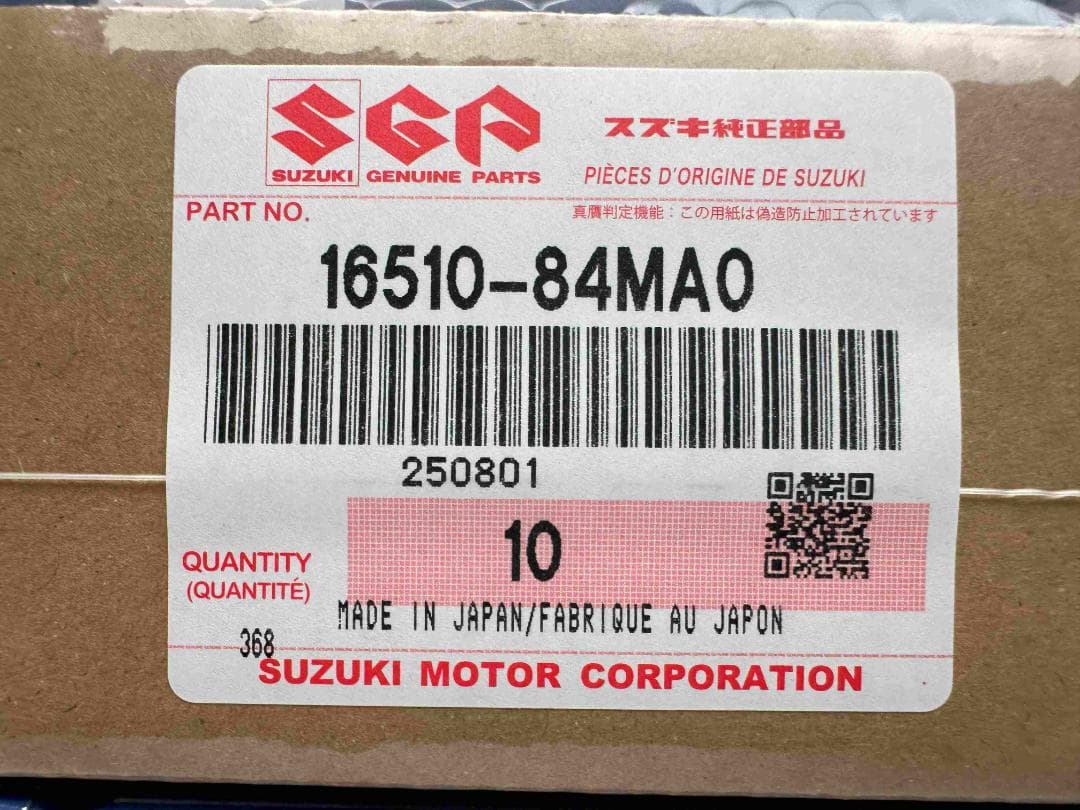 SGP
SUZUKI GENUINE PARTS
スズキ純正部品
PIÈCES D'ORIGINE DE SUZUKI
PART NO.
真贋判定機能：この用紙は偽造防止加工されています
16510-84MA0
250801
10
QUANTITY
(QUANTITÉ)
MADE IN JAPAN/FABRIQUE AU JAPON
368
SUZUKI MOTOR CORPORATION